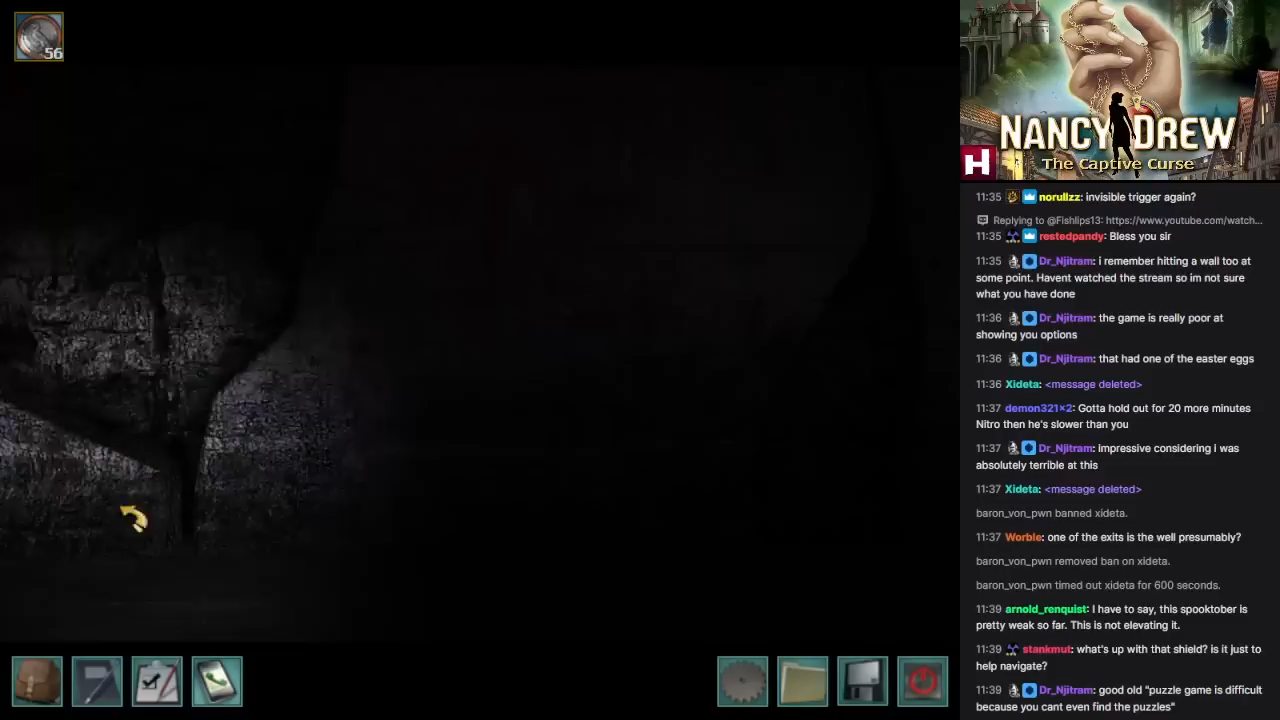 56
NANCY DREW
The Captive Curse
H
11:35 norullzz: invisible trigger again?
Replying to @Fishlips13: https://www.youtube.com/watch...
11:35 restedpandy: Bless you sir
11:35 Dr_Njitram: i remember hitting a wall too at
some point. Havent watched the stream so im not sure
what you have done
11:36 Dr_Njitram: the game is really poor at
showing you options
11:36 Dr_Njitram: that had one of the easter eggs
11:36 Xideta: <message deleted>
11:37 demon321x2: Gotta hold out for 20 more minutes
Nitro then he's slower than you
11:37 Dr_Njitram: impressive considering i was
absolutely terrible at this
11:37 Xideta: <message deleted>
baron_von_pwn banned xideta.
11:37 Worble: one of the exits is the well presumably?
baron_von_pwn removed ban on xideta.
baron_von_pwn timed out xideta for 600 seconds.
11:39 arnold_renquist: I have to say, this spooktober is
pretty weak so far. This is not elevating it.
11:39 stankmut: what's up with that shield? is it just to
help navigate?
11:39 Dr_Njitram: good old "puzzle game is difficult
because you cant even find the puzzles"